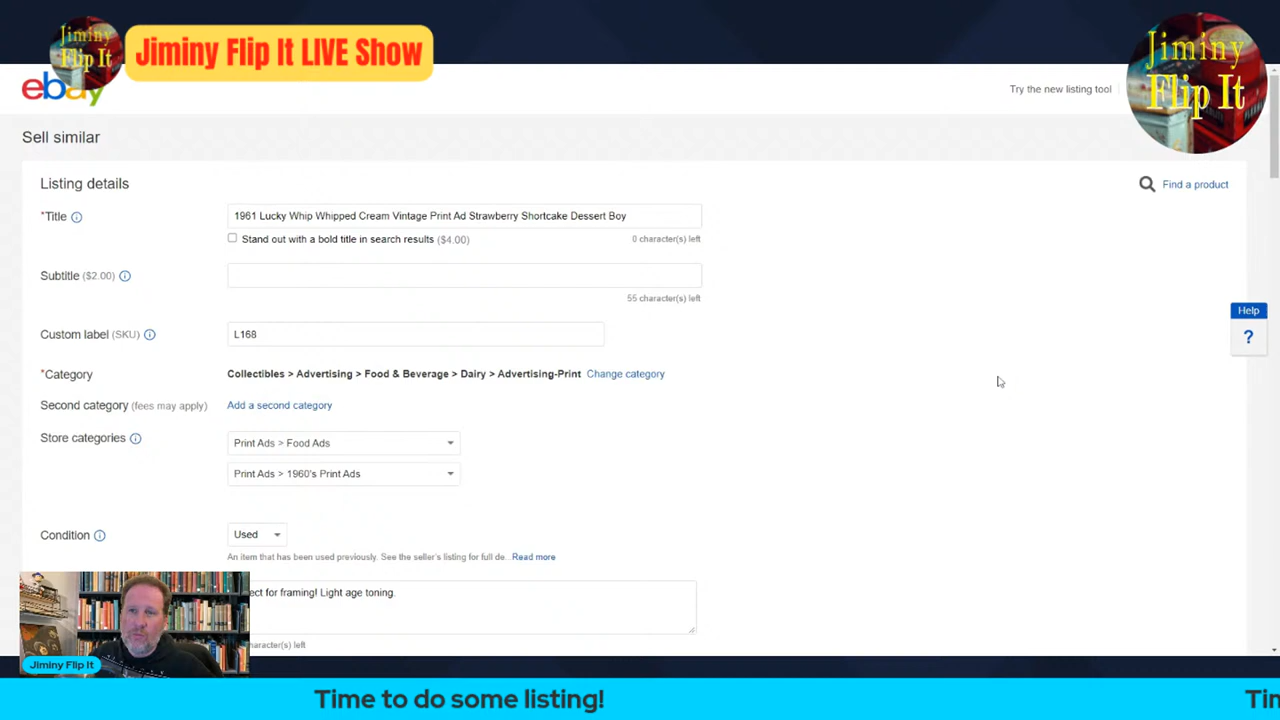 Jiminy
Flip It
Jiminy Flip It LIVE Show
Jiminy
Flip It
ebay
Try the new listing tool
Sell similar
Listing details
Find a product
*Title
1961 Lucky Whip Whipped Cream Vintage Print Ad Strawberry Shortcake Dessert Boy
Stand out with a bold title in search results ($4.00)
0 character(s) left
Subtitle ($2.00)
55 character(s) left
Help
?
Custom label (SKU)
L168
*Category
Collectibles > Advertising > Food & Beverage > Dairy > Advertising-Print Change category
Second category (fees may apply)
Add a second category
Store categories
Print Ads > Food Ads
Print Ads > 1960's Print Ads
Condition
Used
An item that has been used previously. See the seller's listing for full de... Read more
ect for framing! Light age toning.
haracter(s) left
Jiminy Flip It
Time to do some listing!
Tin